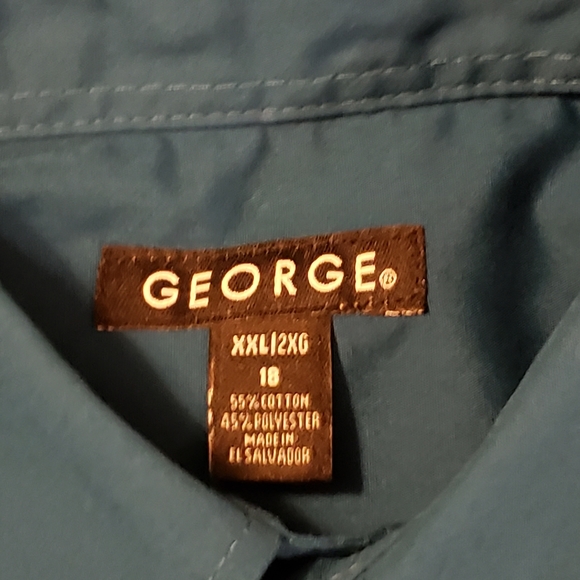 GEORGE®
XXL/2XG
18
55% COTTON
45% POLYESTER
MADE IN
EL SALVADOR